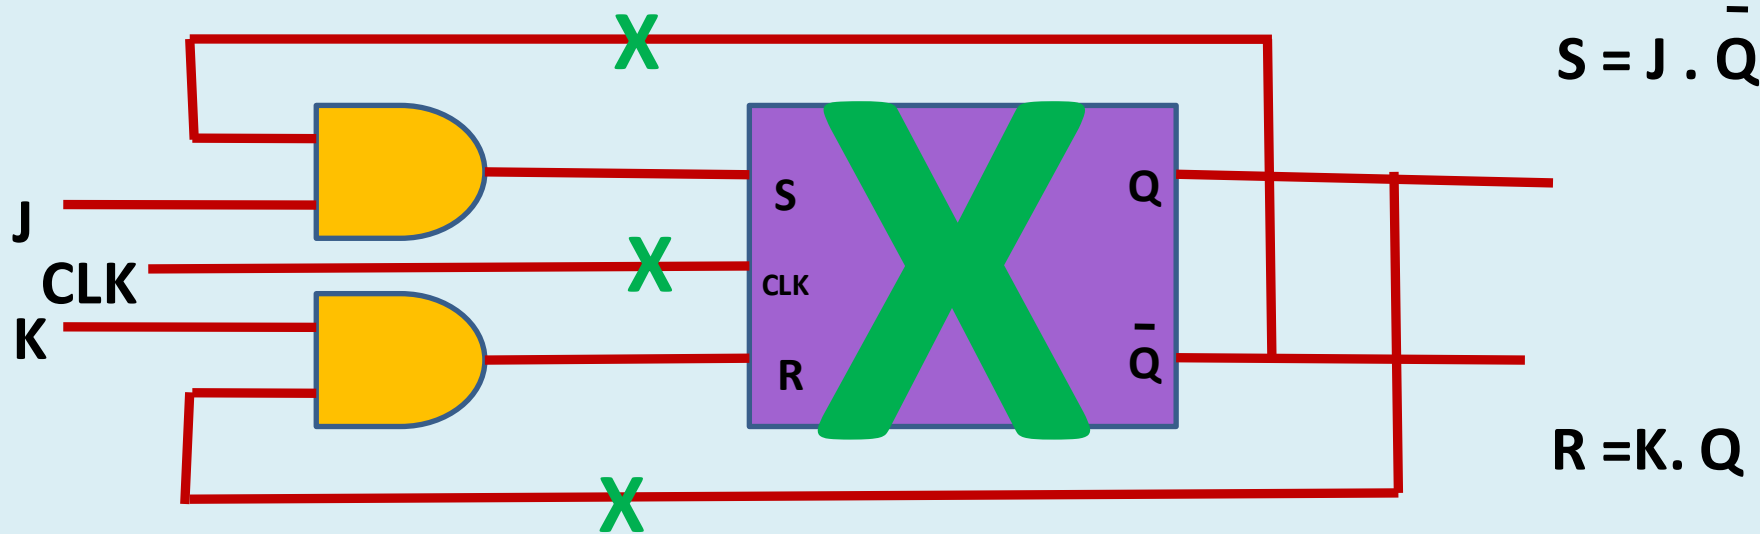 X
S = J . Q̅
S
Q
J
X
CLK
CLK
X
K
R
Q̅
R =K. Q
X